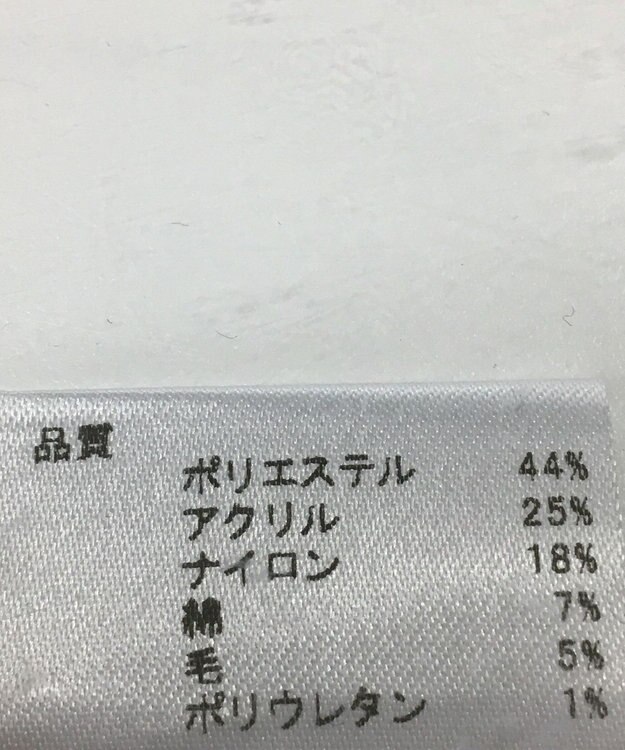 品質
ポリエステル 44%
アクリル 25%
ナイロン 18%
綿 7%
毛 5%
ポリウレタン 1%